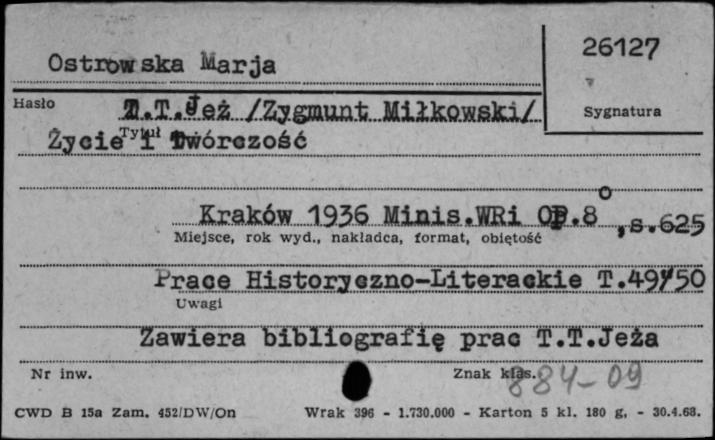 Ostrowska Marja
26127
Hasło
T.T.Jeż /Zygmunt Miłkowski/
Sygnatura
Tytuł
Życie i twórczość
Kraków 1936 Minis.WRi OP.8⁰,s.625
Miejsce, rok wyd., nakładca, format, objętość
Prace Historyczno-Literackie T.49/50
Uwagi
Zawiera bibliografię prac T.T.Jeża
Nr inw.
Znak klas. 884-09
CWD B 15a Zam. 452/DW/On Wrak 396 - 1.730.000 - Karton 5 kl. 180 g, - 30.4.68.